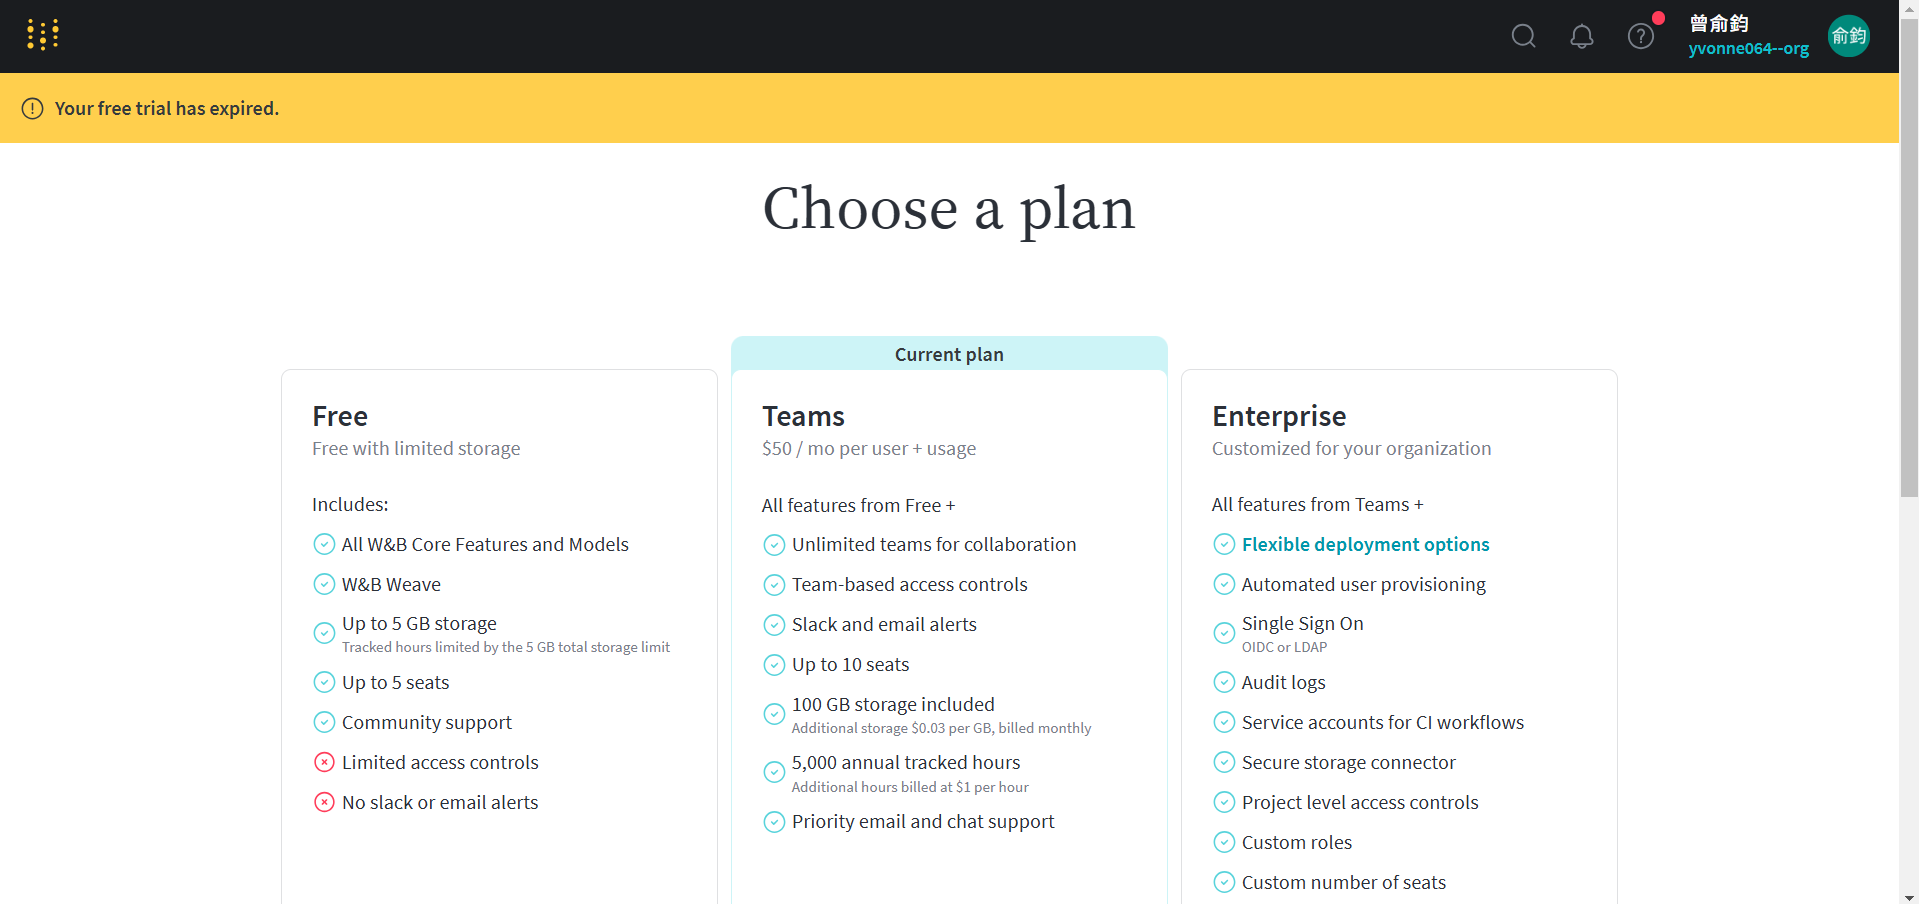 曾俞鈞
yvonne064--org
俞鈞
Your free trial has expired.
Choose a plan
Current plan
Free
Free with limited storage
Includes:
All W&B Core Features and Models
W&B Weave
Up to 5 GB storage
Tracked hours limited by the 5 GB total storage limit
Up to 5 seats
Community support
Limited access controls
No slack or email alerts
Teams
$50 / mo per user + usage
All features from Free +
Unlimited teams for collaboration
Team-based access controls
Slack and email alerts
Up to 10 seats
100 GB storage included
Additional storage $0.03 per GB, billed monthly
5,000 annual tracked hours
Additional hours billed at $1 per hour
Priority email and chat support
Enterprise
Customized for your organization
All features from Teams +
Flexible deployment options
Automated user provisioning
Single Sign On
OIDC or LDAP
Audit logs
Service accounts for CI workflows
Secure storage connector
Project level access controls
Custom roles
Custom number of seats